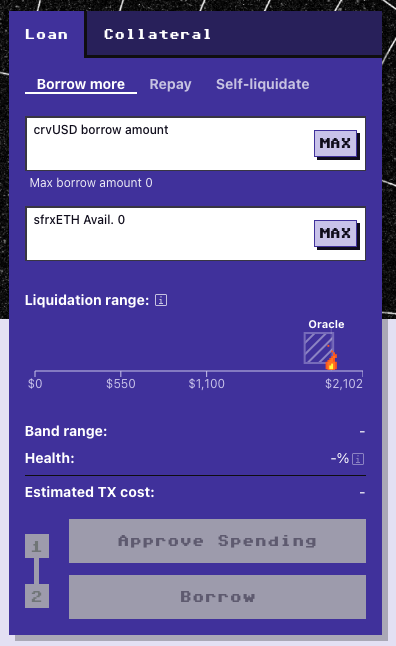 Loan Collateral
Borrow more Repay Self-liquidate
crvUSD borrow amount
MAX
Max borrow amount 0
sfrxETH Avail. 0
MAX
Liquidation range: i
Oracle
$0 $550 $1,100 $2,102
Band range: -
Health: -% i
Estimated TX cost: -
1 Approve Spending
2 Borrow